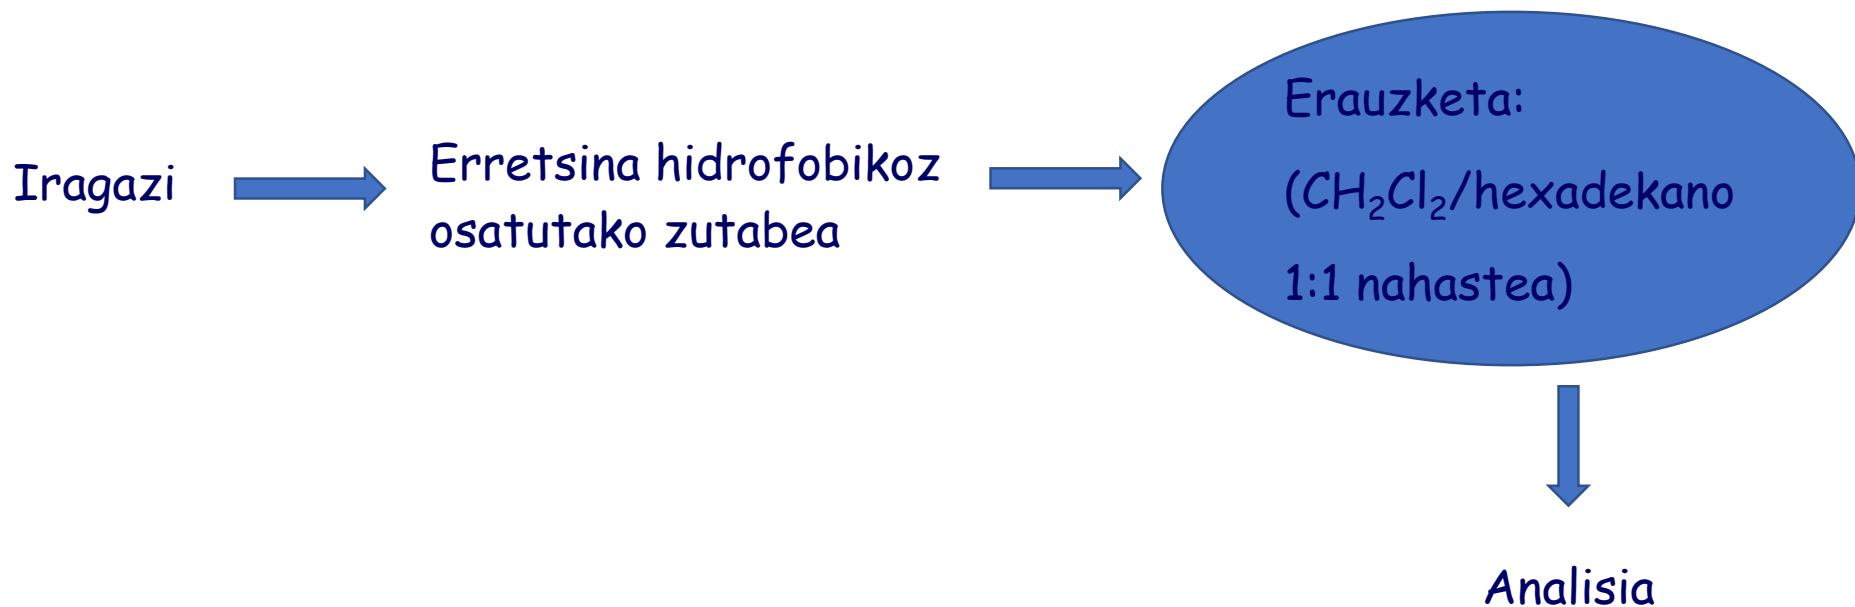 Iragazi
Erretsina hidrofobikoz
osatutako zutabea
Erauzketa:
(CH₂Cl₂/hexadekano
1:1 nahastea)
Analisia